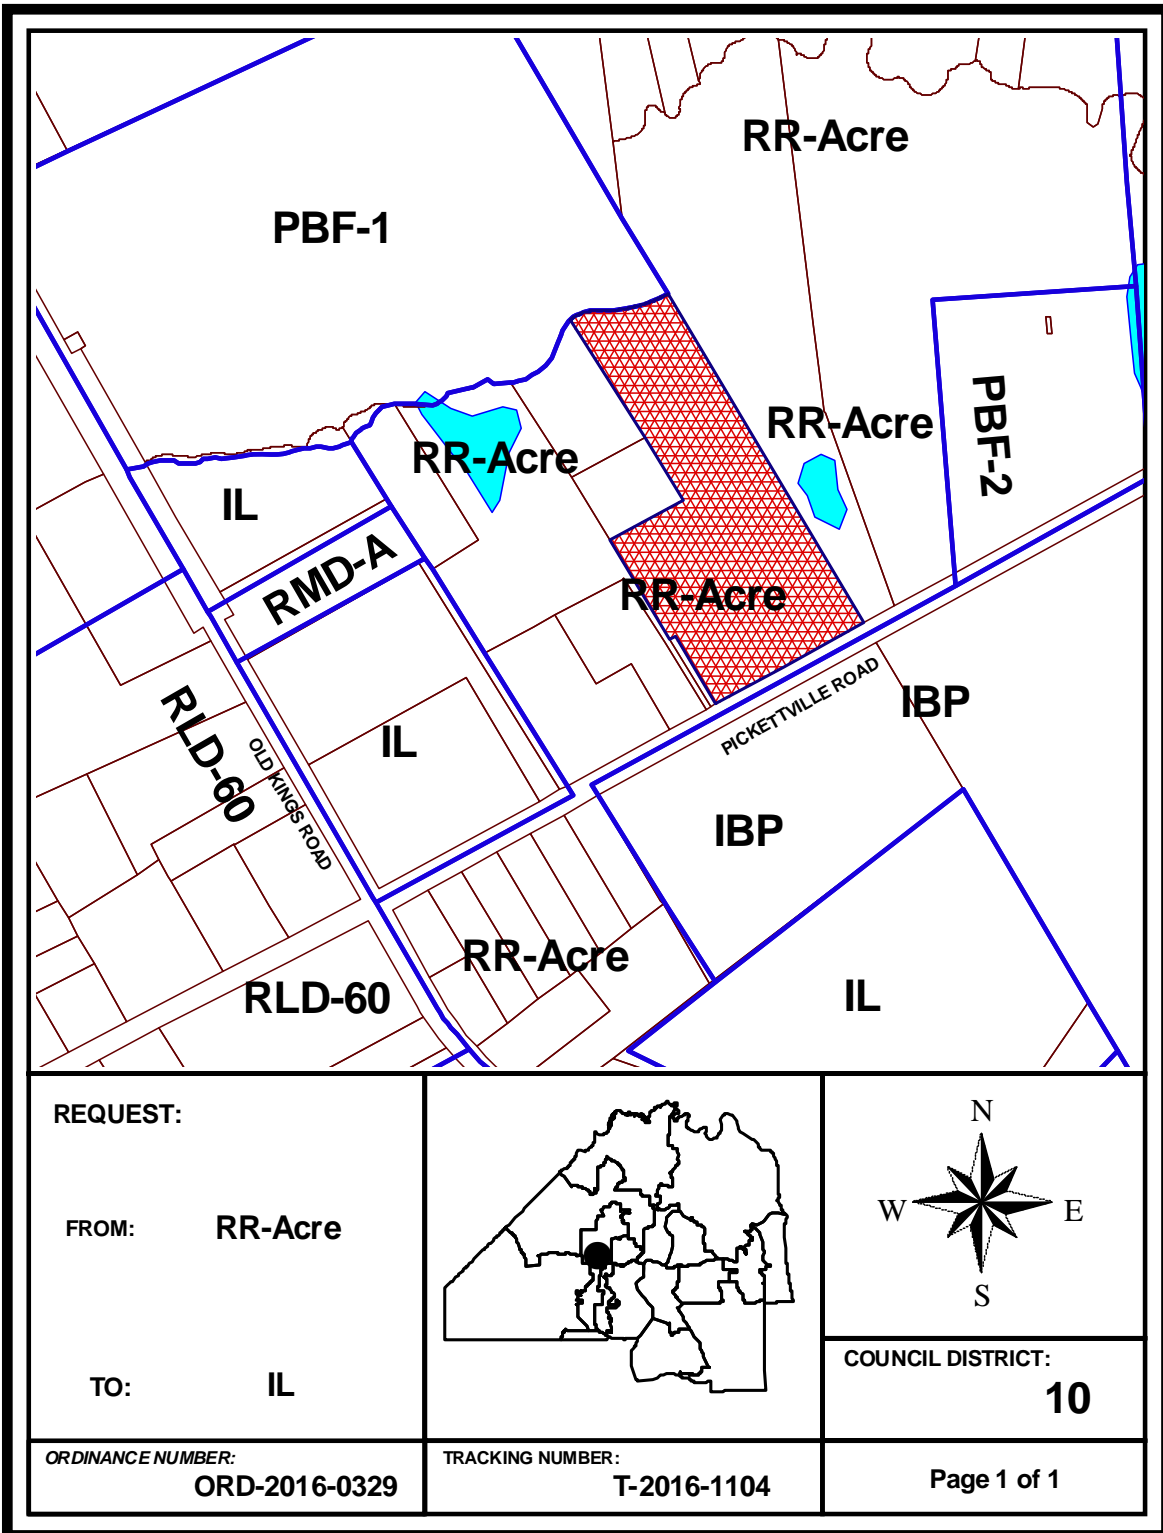 RR-Acre
PBF-1
PBF-2
RR-Acre
RR-Acre
IL
RMD-A
RR-Acre
PICKETTVILLE ROAD
IBP
RLD-60
OLD KINGS ROAD
IL
IBP
RR-Acre
RLD-60
IL
REQUEST:
FROM: RR-Acre
TO: IL
N
W E
S
COUNCIL DISTRICT:
10
ORDINANCE NUMBER:
ORD-2016-0329
TRACKING NUMBER:
T-2016-1104
Page 1 of 1